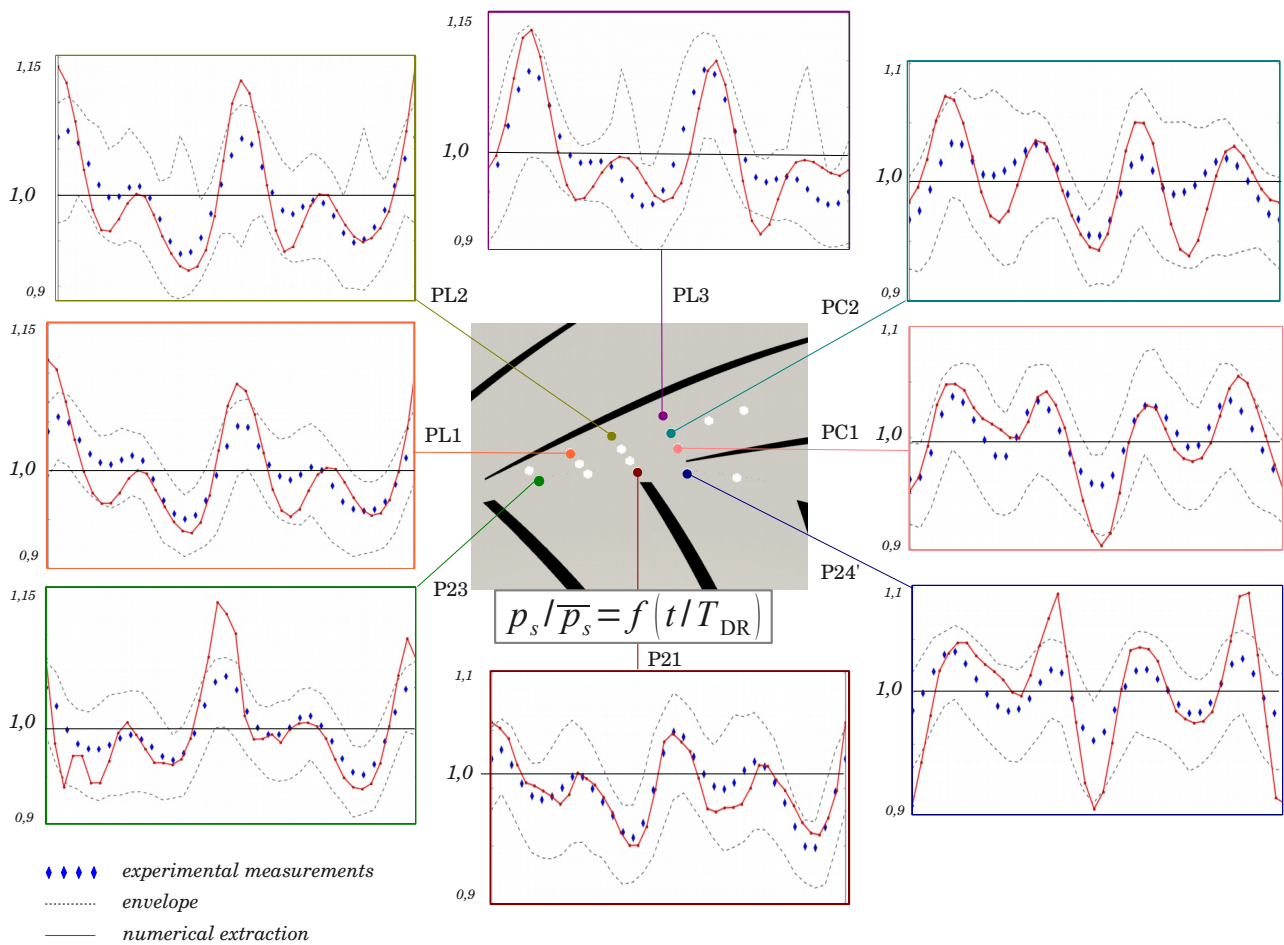 1,15
1,0
0,9
1,15
1,0
0,9
1,1
1,0
0,9
PL2
PL3
PC2
1,15
1,0
0,9
PL1
PC1
1,1
1,0
0,9
P23
P24'
1,15
1,0
0,9
p_s / \overline{p_s} = f(t / T_DR)
P21
1,1
1,0
0,9
1,1
1,0
0,9
experimental measurements
envelope
numerical extraction